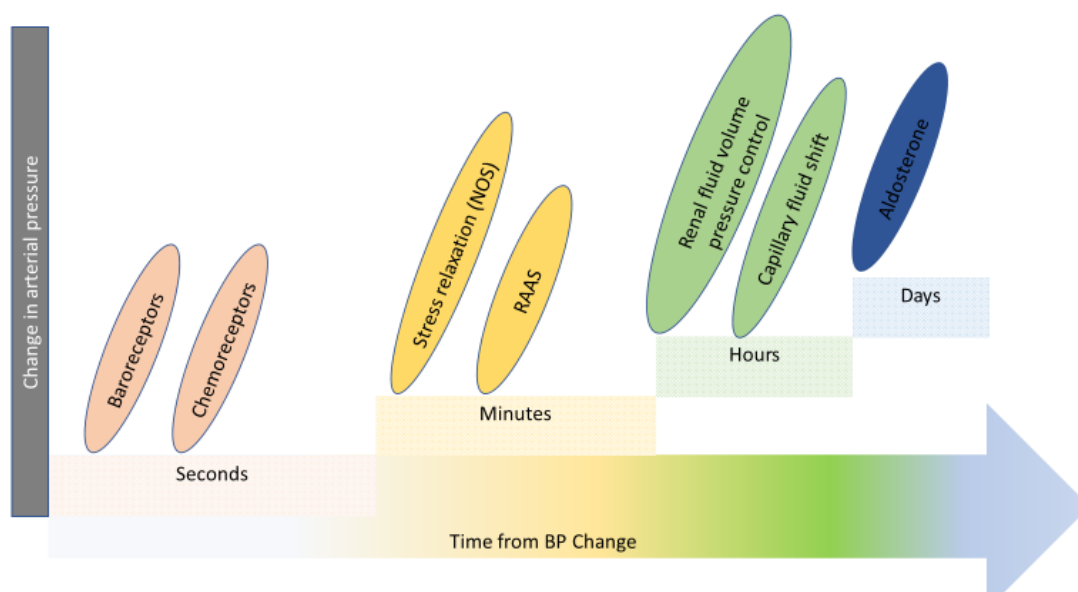 Change in arterial pressure
Baroreceptors
Chemoreceptors
Seconds
Stress relaxation (NOS)
RAAS
Minutes
Renal fluid volume
pressure control
Capillary fluid shift
Hours
Aldosterone
Days
Time from BP Change